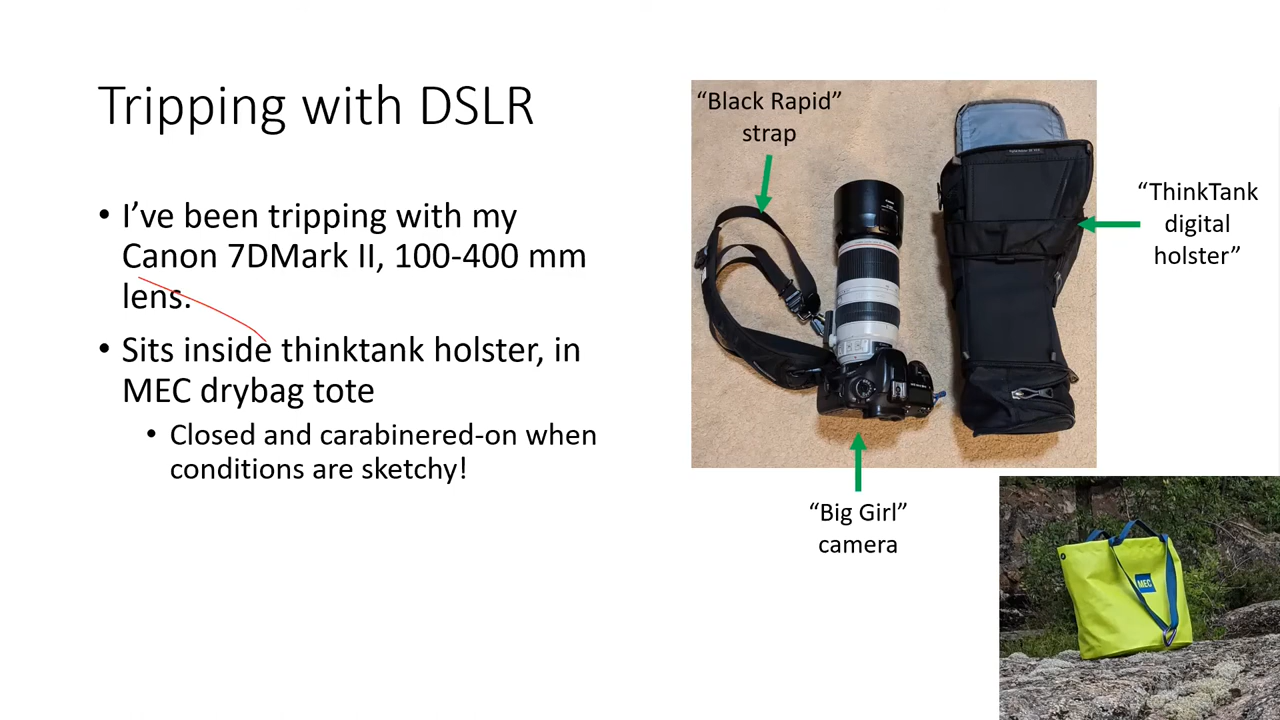 Tripping with DSLR
• I’ve been tripping with my
Canon 7DMark II, 100-400 mm
lens.
• Sits inside thinktank holster, in
MEC drybag tote
• Closed and carabinered-on when
conditions are sketchy!
“Black Rapid”
strap
“ThinkTank
digital
holster”
“Big Girl”
camera
MEC